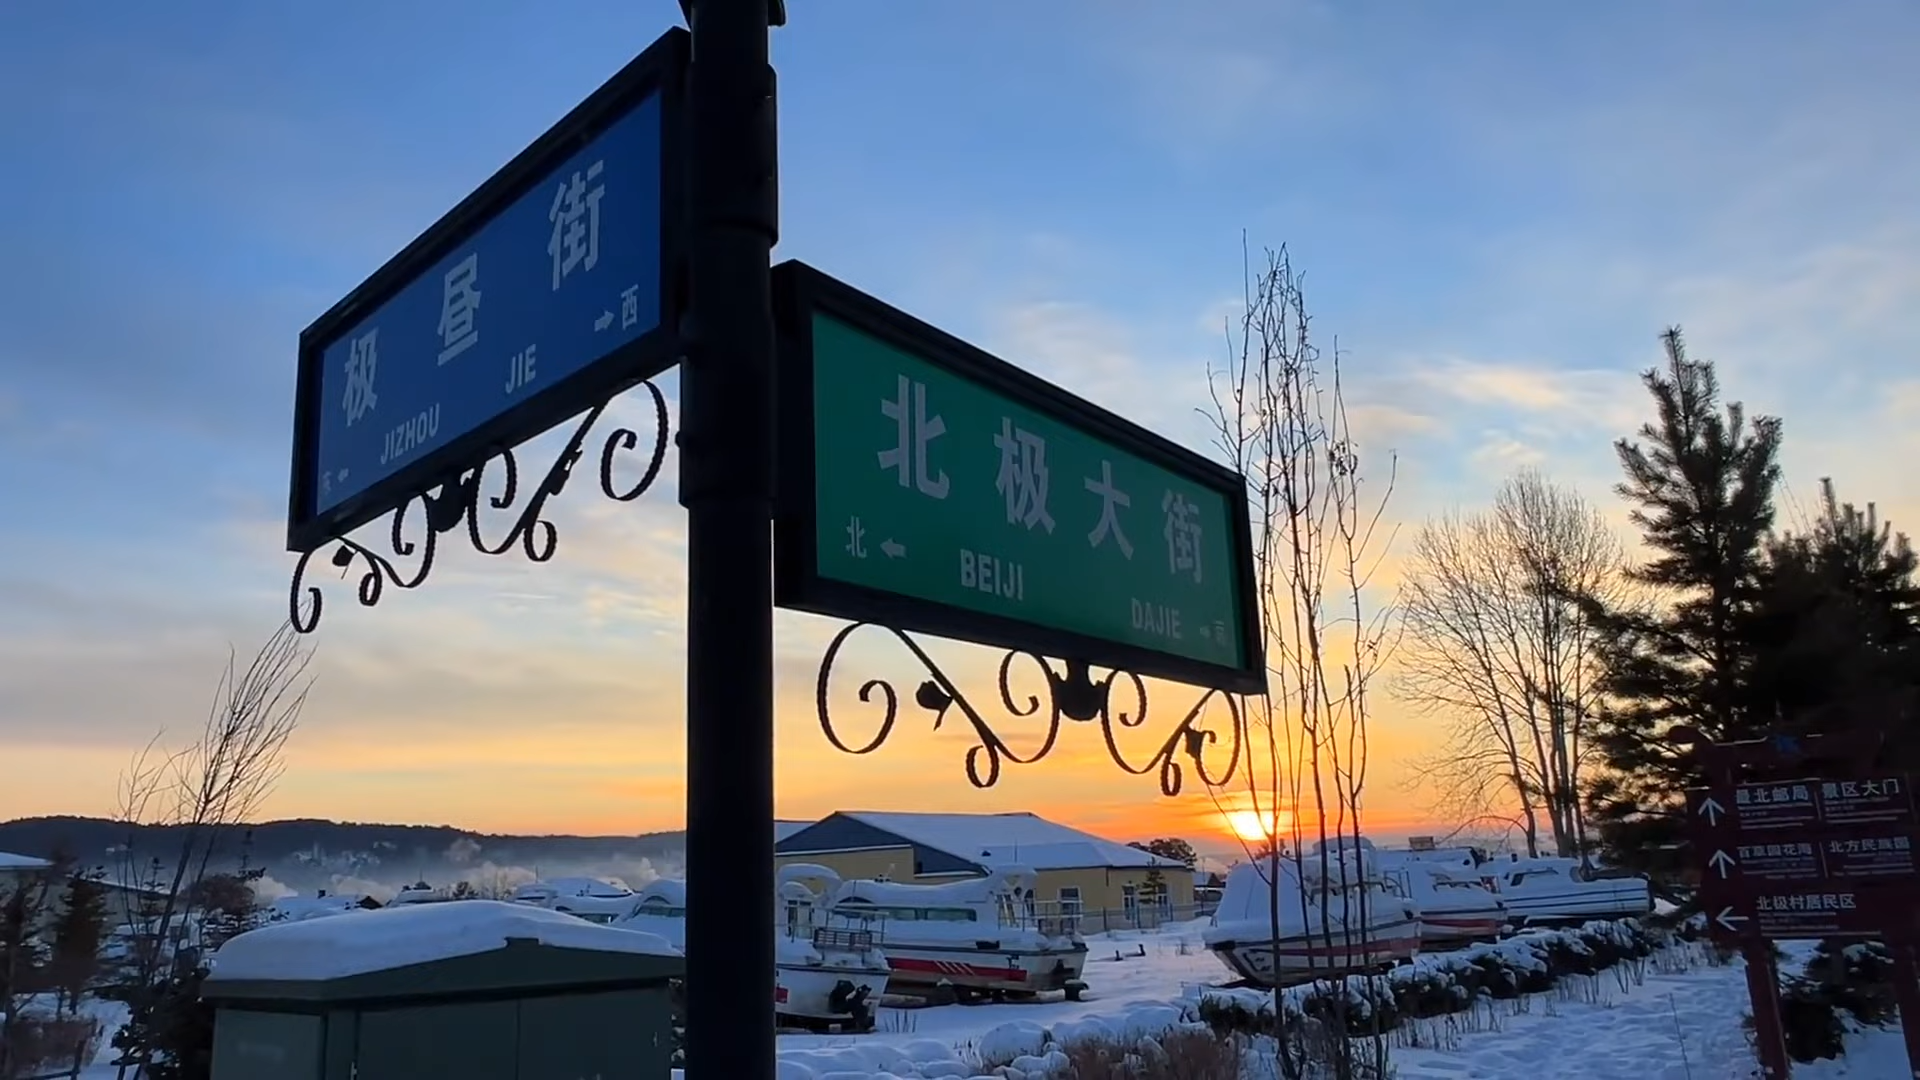 极昼街
JIZHOU JIE
东 ← → 西
北极大街
北 ← BEIJI DAJIE → 南
↑ 最北邮局 景区大门
↑ 百草园花海 北方民族园
← 北极村居民区